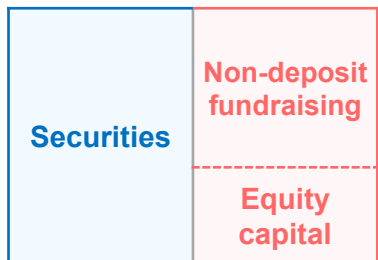 Securities
Non-deposit
fundraising
Equity
capital